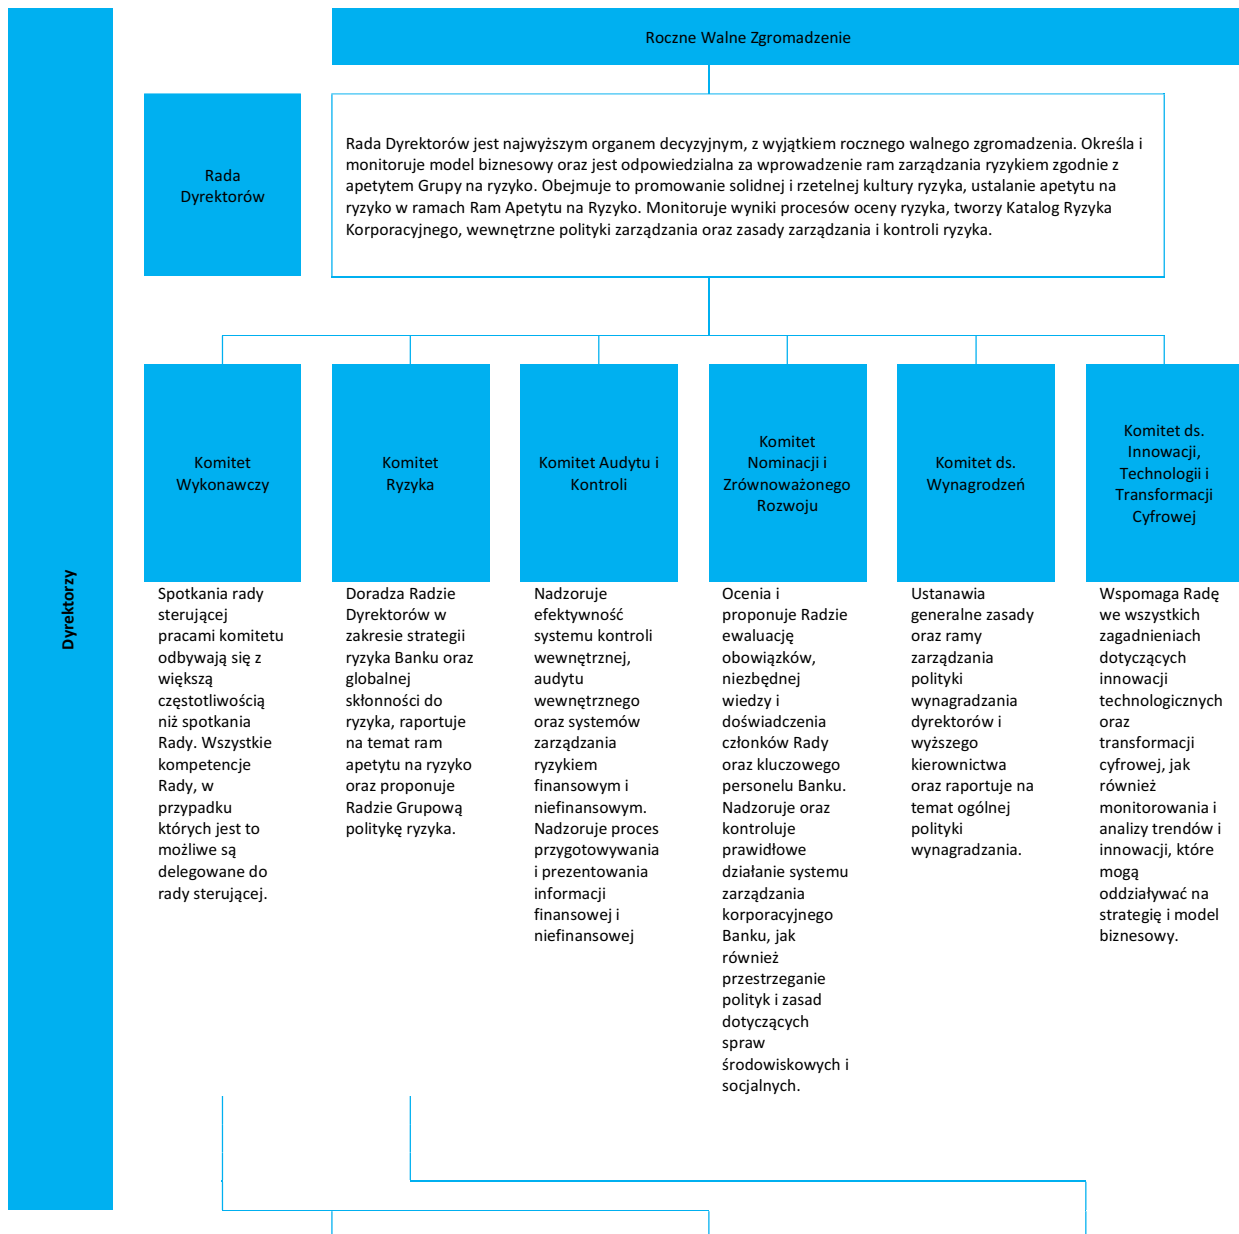 Roczne Walne Zgromadzenie
Rada
Dyrektorów
Rada Dyrektorów jest najwyższym organem decyzyjnym, z wyjątkiem rocznego walnego zgromadzenia. Określa i
monitoruje model biznesowy oraz jest odpowiedzialna za wprowadzenie ram zarządzania ryzykiem zgodnie z
apetytem Grupy na ryzyko. Obejmuje to promowanie solidnej i rzetelnej kultury ryzyka, ustalanie apetytu na
ryzyko w ramach Ram Apetytu na Ryzyko. Monitoruje wyniki procesów oceny ryzyka, tworzy Katalog Ryzyka
Korporacyjnego, wewnętrzne polityki zarządzania oraz zasady zarządzania i kontroli ryzyka.
Dyrektorzy
Komitet
Wykonawczy
Spotkania rady
sterującej
pracami komitetu
odbywają się z
większą
częstotliwością
niż spotkania
Rady. Wszystkie
kompetencje
Rady, w
przypadku
których jest to
możliwe są
delegowane do
rady sterującej.
Komitet
Ryzyka
Doradza Radzie
Dyrektorów w
zakresie strategii
ryzyka Banku oraz
globalnej
skłonności do
ryzyka, raportuje
na temat ram
apetytu na ryzyko
oraz proponuje
Radzie Grupową
politykę ryzyka.
Komitet Audytu i
Kontroli
Nadzoruje
efektywność
systemu kontroli
wewnętrznej,
audytu
wewnętrznego
oraz systemów
zarządzania
ryzykiem
finansowym i
niefinansowym.
Nadzoruje proces
przygotowywania
i prezentowania
informacji
finansowej i
niefinansowej
Komitet
Nominacji i
Zrównoważonego
Rozwoju
Ocenia i
proponuje Radzie
ewaluację
obowiązków,
niezbędnej
wiedzy i
doświadczenia
członków Rady
oraz kluczowego
personelu Banku.
Nadzoruje oraz
kontroluje
prawidłowe
działanie systemu
zarządzania
korporacyjnego
Banku, jak
również
przestrzeganie
polityk i zasad
dotyczących
spraw
środowiskowych i
socjalnych.
Komitet ds.
Wynagrodzeń
Ustanawia
generalne zasady
oraz ramy
zarządzania
polityki
wynagradzania
dyrektorów i
wyższego
kierownictwa
oraz raportuje na
temat ogólnej
polityki
wynagradzania.
Komitet ds.
Innowacji,
Technologii i
Transformacji
Cyfrowej
Wspomaga Radę
we wszystkich
zagadnieniach
dotyczących
innowacji
technologicznych
oraz
transformacji
cyfrowej, jak
również
monitorowania i
analizy trendów i
innowacji, które
mogą
oddziaływać na
strategię i model
biznesowy.